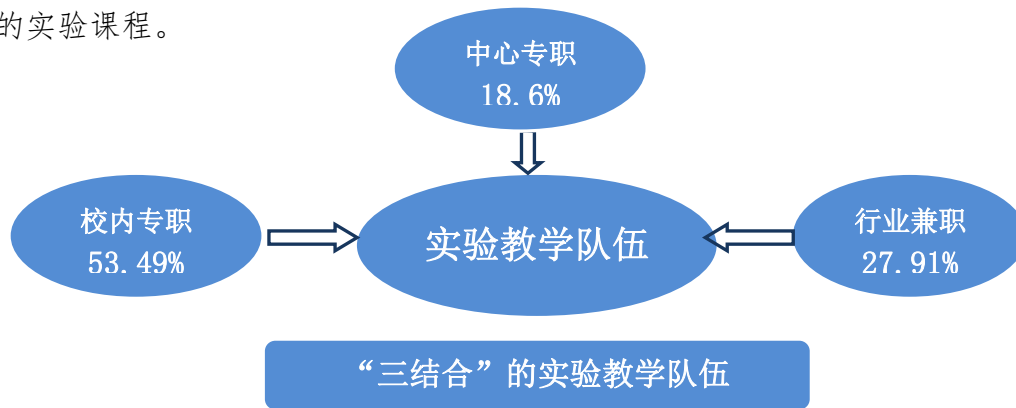 的实验课程。
中心专职
18.6%
校内专职
53.49%
实验教学队伍
行业兼职
27.91%
“三结合”的实验教学队伍